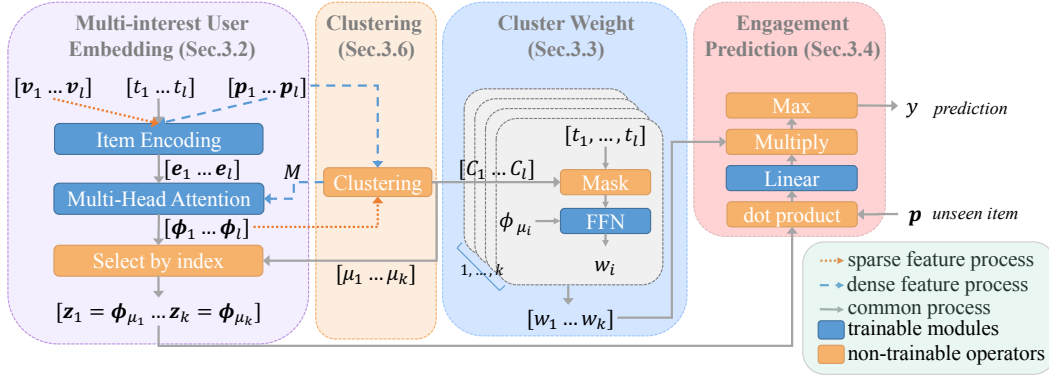 Multi-interest User
Embedding (Sec.3.2)
[𝒗₁ … 𝒗ₗ] [t₁ … tₗ] [𝒑₁ … 𝒑ₗ]
Item Encoding
[𝒆₁ … 𝒆ₗ]
Multi-Head Attention
[𝝓₁ … 𝝓ₗ]
Select by index
[𝒛₁ = 𝝓_μ₁ … 𝒛ₖ = 𝝓_μₖ]
Clustering
(Sec.3.6)
M
Clustering
[μ₁ … μₖ]
Cluster Weight
(Sec.3.3)
[t₁, … , tₗ]
[C₁ … Cₗ]
Mask
ϕ_μᵢ
FFN
wᵢ
1, … , k
[w₁ … wₖ]
Engagement
Prediction (Sec.3.4)
Max
y prediction
Multiply
Linear
dot product
𝒑 unseen item
sparse feature process
dense feature process
common process
trainable modules
non-trainable operators